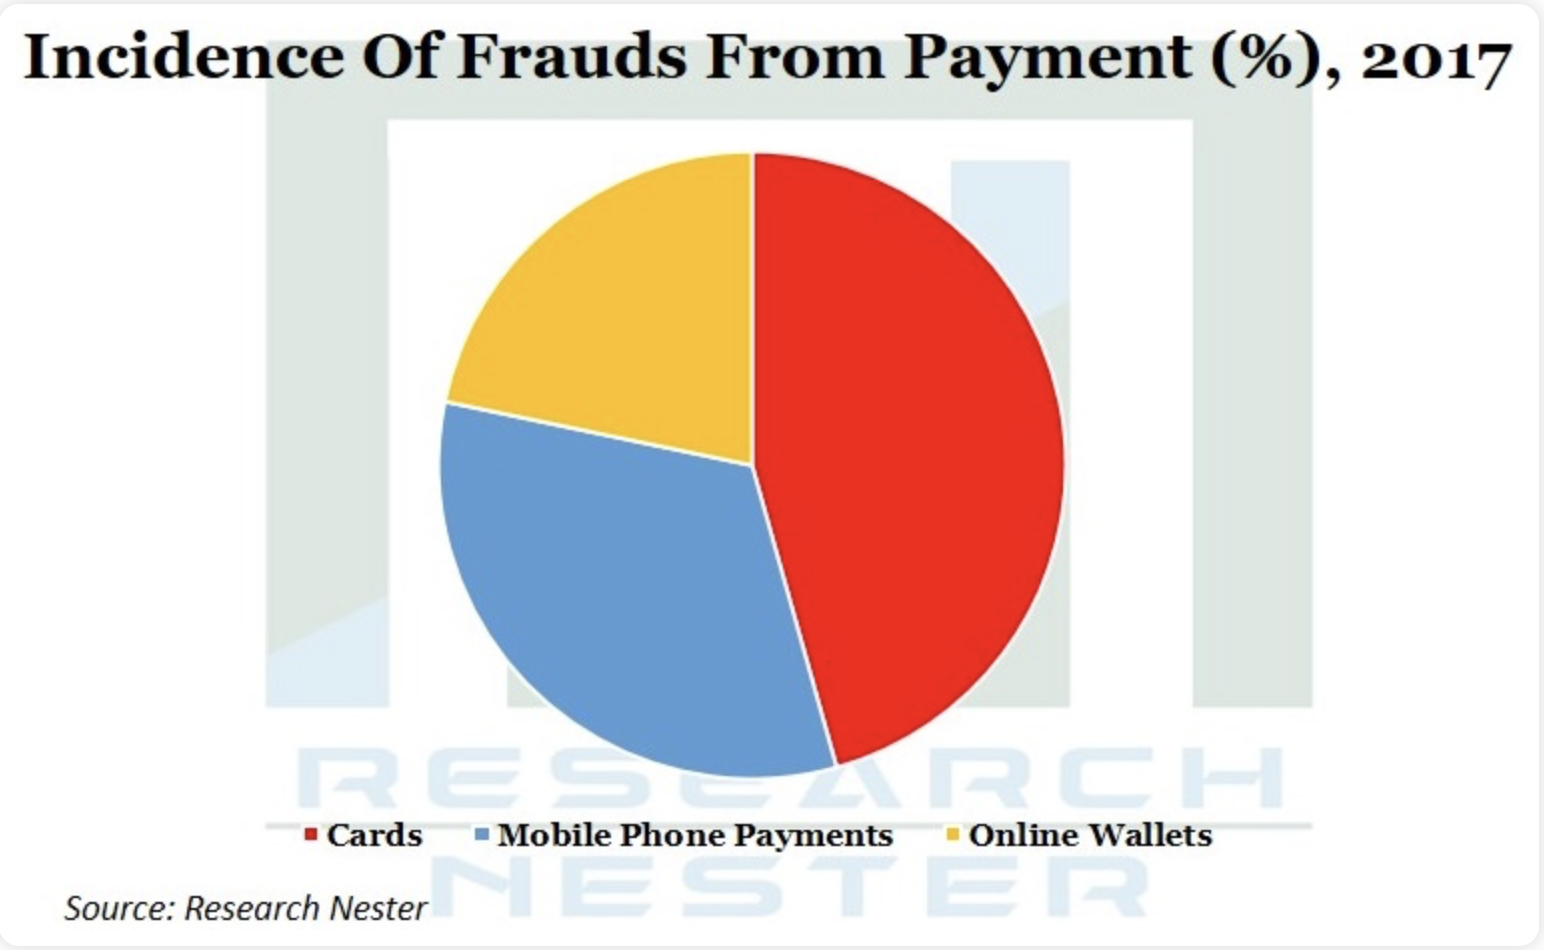 Incidence Of Frauds From Payment (%), 2017
RESEARCH
Cards Mobile Phone Payments Online Wallets
NESTER
Source: Research Nester